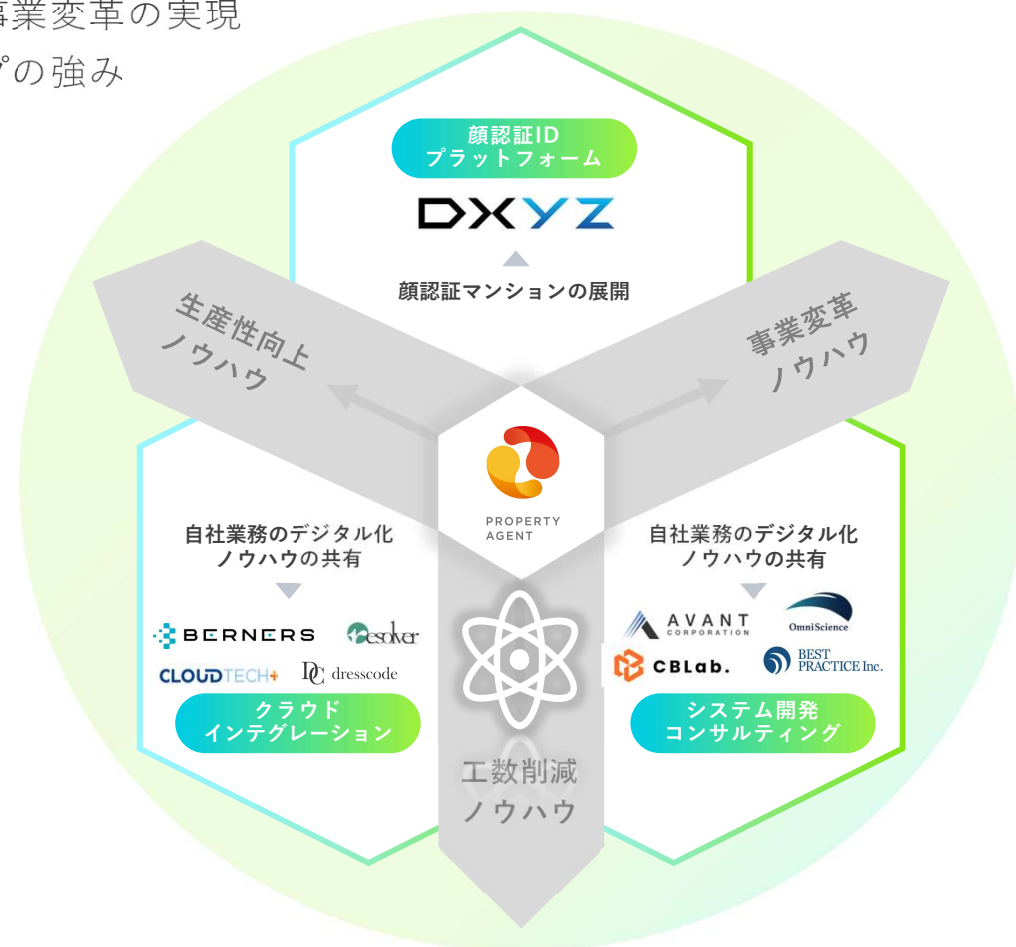 事業変革の実現
プの強み
顔認証ID
プラットフォーム
DXYZ
顔認証マンションの展開
生産性向上
ノウハウ
事業変革
ノウハウ
PROPERTY
AGENT
自社業務のデジタル化
ノウハウの共有
BERNERS
Resolver
CLOUDTECH+
DC dresscode
クラウド
インテグレーション
自社業務のデジタル化
ノウハウの共有
AVANT
CORPORATION
OmniScience
CBLab.
BEST
PRACTICE Inc.
システム開発
コンサルティング
工数削減
ノウハウ